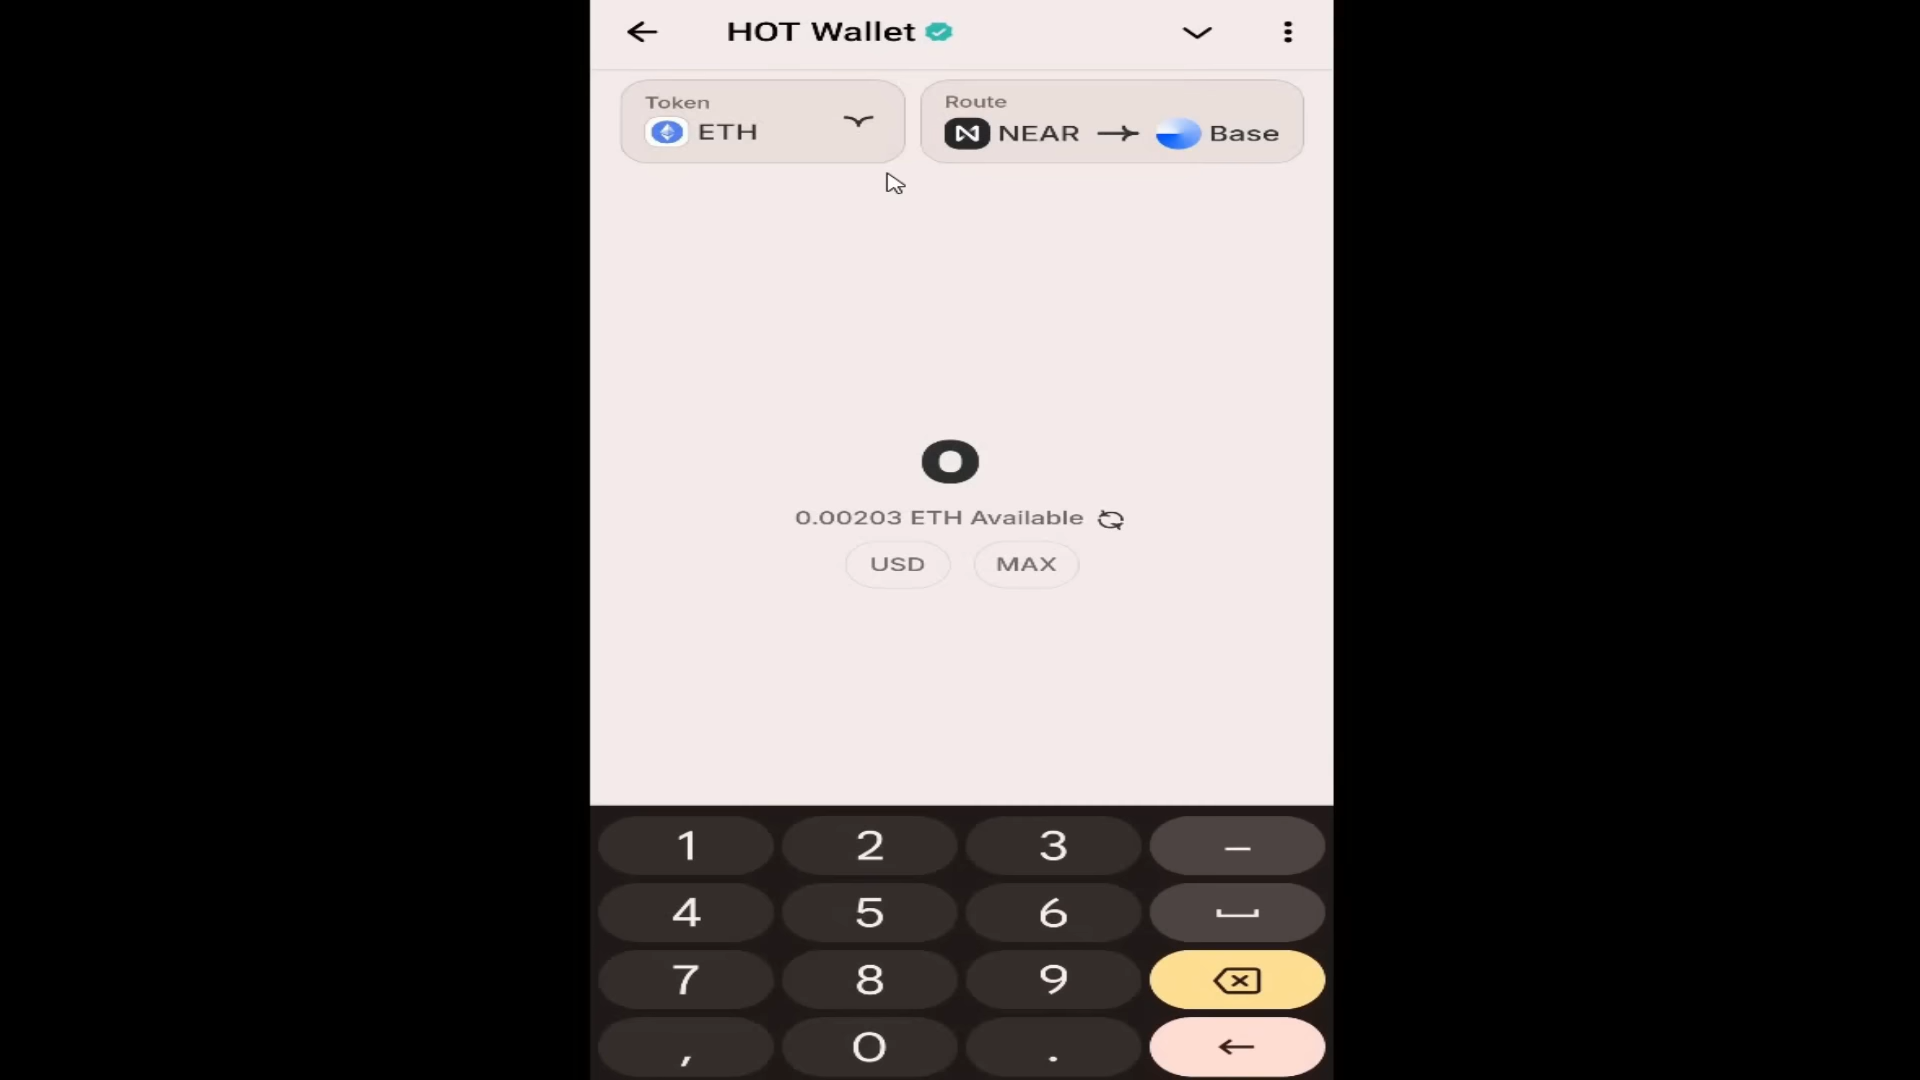 HOT Wallet
Token
ETH
Route
NEAR → Base
0
0.00203 ETH Available
USD MAX
1 2 3 –
4 5 6
7 8 9
, 0 .